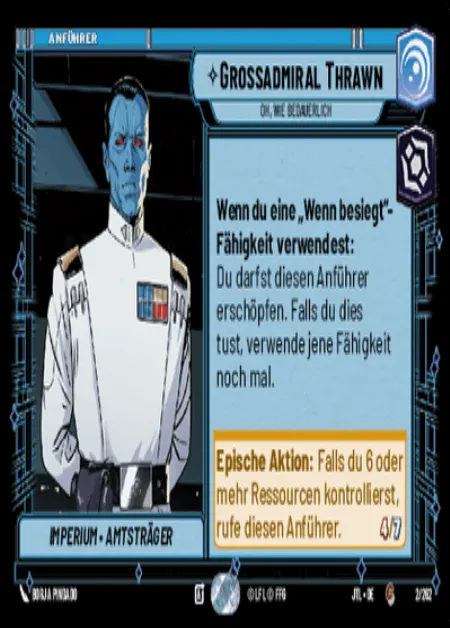 ANFÜHRER
GROSSADMIRAL THRAWN
OH, WIE BEDAUERLICH
Wenn du eine „Wenn besiegt"-
Fähigkeit verwendest:
Du darfst diesen Anführer
erschöpfen. Falls du dies
tust, verwende jene Fähigkeit
noch mal.
Epische Aktion: Falls du 6 oder
mehr Ressourcen kontrollierst,
rufe diesen Anführer.
4/7
IMPERIUM • AMTSTRÄGER
BORJA PINDADO
©LFL ©FFG
JTL • DE
2/262